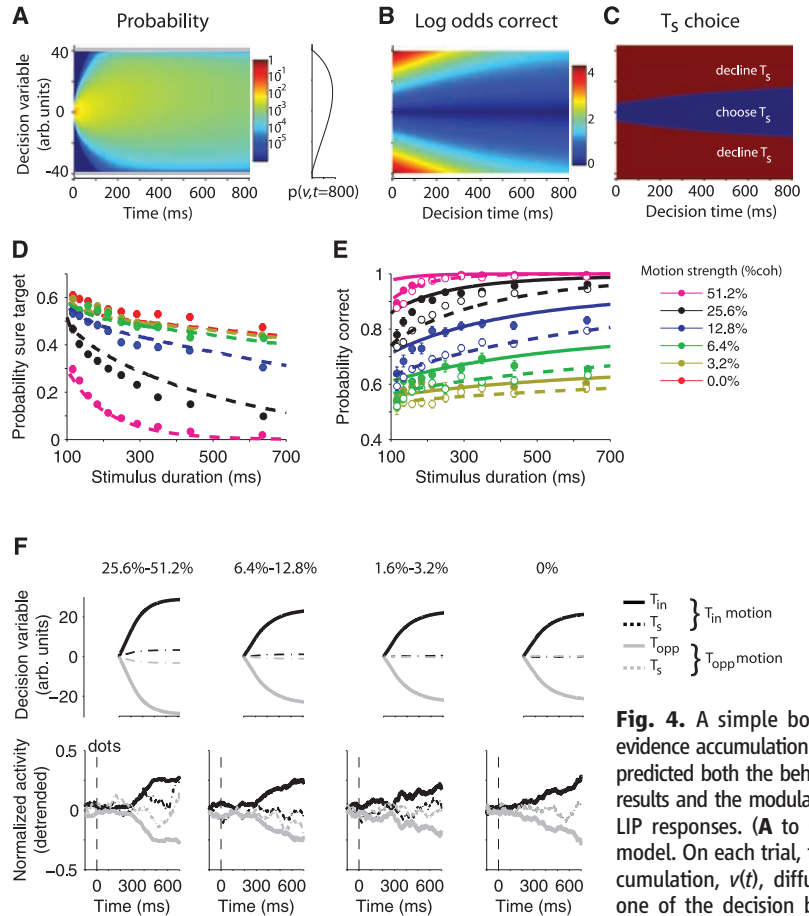 A Probability
B Log odds correct
C T_s choice
Decision variable
(arb. units)
40
0
−40
0 200 400 600 800
Time (ms)
1
10^-1
10^-2
10^-3
10^-4
10^-5
p(v,t=800)
0 200 400 600 800
Decision time (ms)
4
2
0
decline T_s
choose T_s
decline T_s
0 200 400 600 800
Decision time (ms)
D
Probability sure target
0.6
0.4
0.2
0
100 300 500 700
Stimulus duration (ms)
E
Probability correct
1
0.9
0.8
0.7
0.6
0.5
0.4
100 300 500 700
Stimulus duration (ms)
Motion strength (%coh)
51.2%
25.6%
12.8%
6.4%
3.2%
0.0%
F
25.6%-51.2% 6.4%-12.8% 1.6%-3.2% 0%
Decision variable
(arb. units)
20
0
−20
T_in
T_s
} T_in motion
T_opp
T_s
} T_opp motion
Normalized activity
(detrended)
0.5
0
-0.5
dots
0 300 600 0 300 600 0 300 600 0 300 600
Time (ms) Time (ms) Time (ms) Time (ms)
Fig. 4. A simple bo
evidence accumulation
predicted both the beh
results and the modula
LIP responses. (A to
model. On each trial, t
cumulation, v(t), diffu
one of the decision b